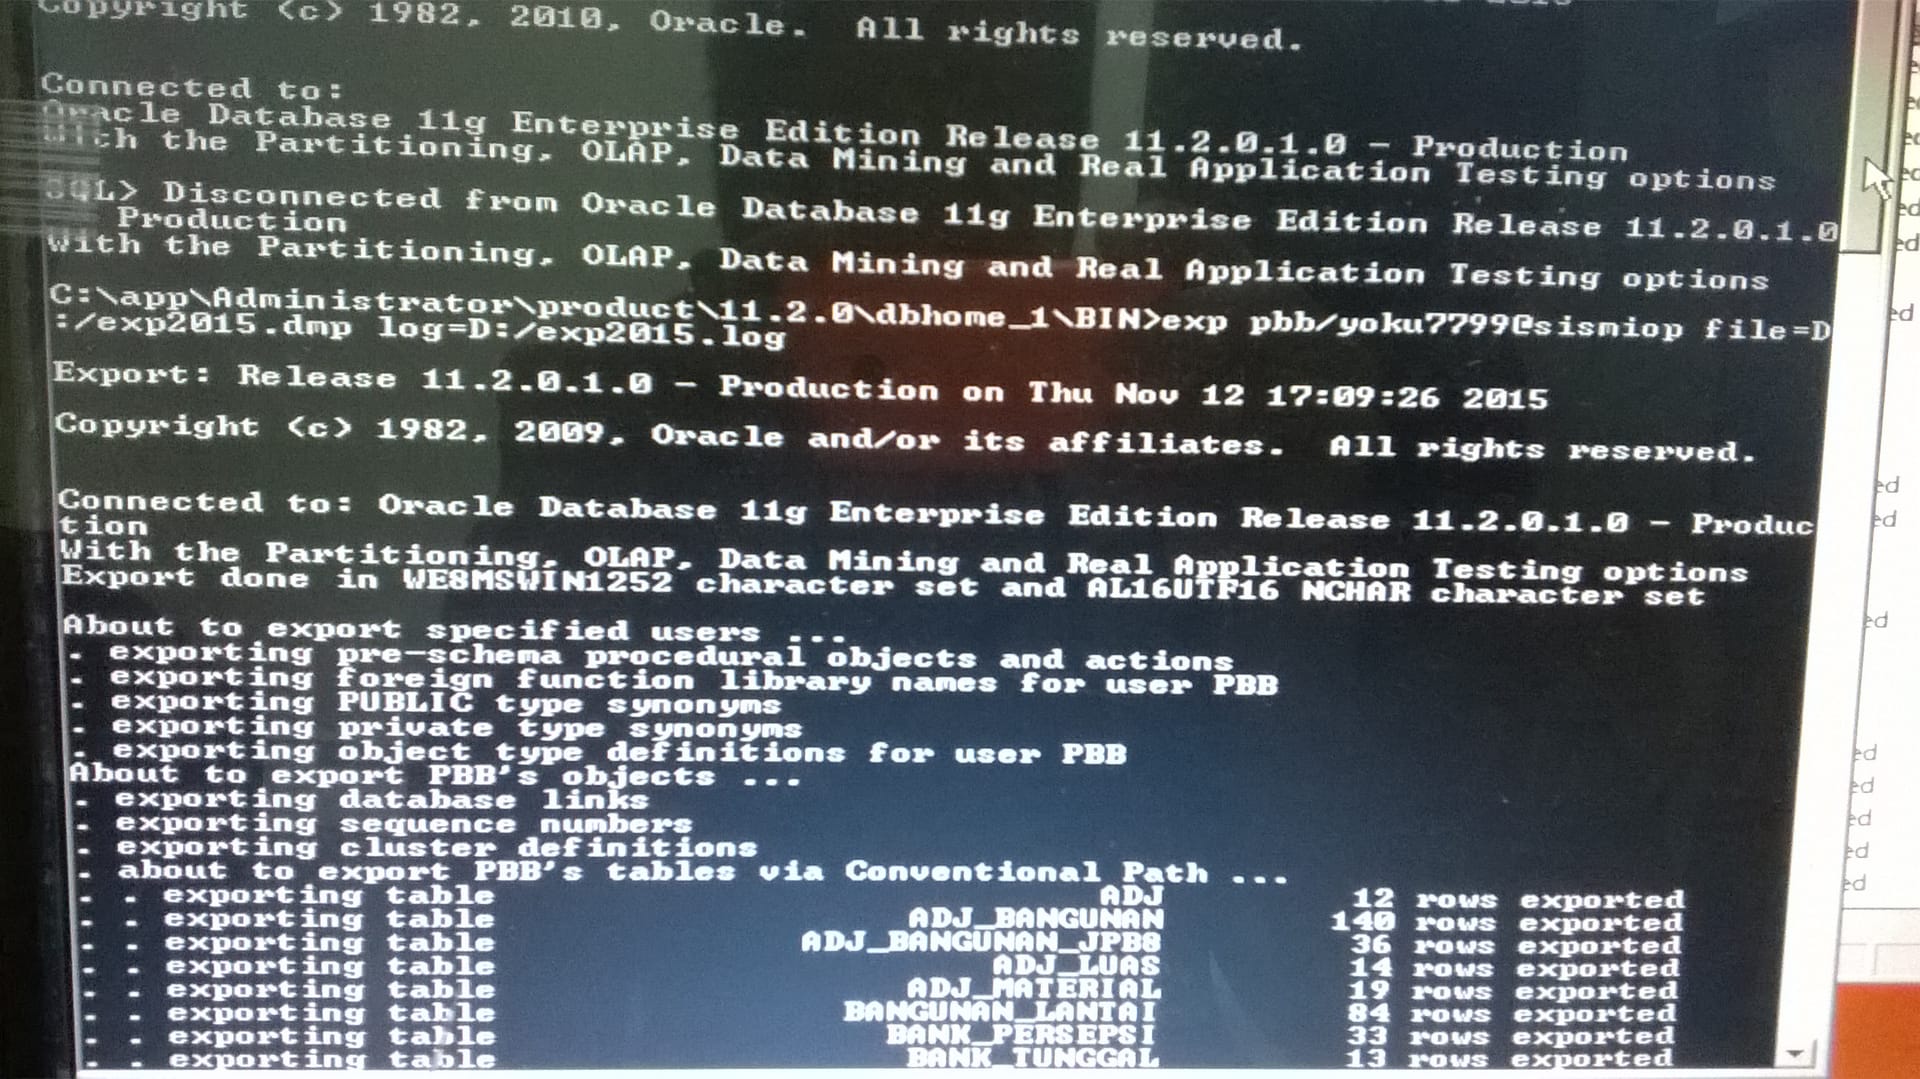 Copyright (c) 1982, 2010, Oracle.  All rights reserved.
Connected to:
Oracle Database 11g Enterprise Edition Release 11.2.0.1.0 - Production
With the Partitioning, OLAP, Data Mining and Real Application Testing options
SQL> Disconnected from Oracle Database 11g Enterprise Edition Release 11.2.0.1.0
Production
With the Partitioning, OLAP, Data Mining and Real Application Testing options
C:\app\Administrator\product\11.2.0\dbhome_1\BIN>exp pbb/yoku7799@sismiop file=D
:/exp2015.dmp log=D:/exp2015.log
Export: Release 11.2.0.1.0 - Production on Thu Nov 12 17:09:26 2015
Copyright (c) 1982, 2009, Oracle and/or its affiliates.  All rights reserved.
Connected to: Oracle Database 11g Enterprise Edition Release 11.2.0.1.0 - Produc
tion
With the Partitioning, OLAP, Data Mining and Real Application Testing options
Export done in WE8MSWIN1252 character set and AL16UTF16 NCHAR character set
About to export specified users ...
. exporting pre-schema procedural objects and actions
. exporting foreign function library names for user PBB
. exporting PUBLIC type synonyms
. exporting private type synonyms
. exporting object type definitions for user PBB
About to export PBB's objects ...
. exporting database links
. exporting sequence numbers
. exporting cluster definitions
. about to export PBB's tables via Conventional Path ...
. . exporting table ADJ 12 rows exported
. . exporting table ADJ_BANGUNAN 140 rows exported
. . exporting table ADJ_BANGUNAN_JPB8 36 rows exported
. . exporting table ADJ_LUAS 14 rows exported
. . exporting table ADJ_MATERIAL 19 rows exported
. . exporting table BANGUNAN_LANTAI 84 rows exported
. . exporting table BANK_PERSEPSI 33 rows exported
. . exporting table BANK_TUNGGAL 13 rows exported